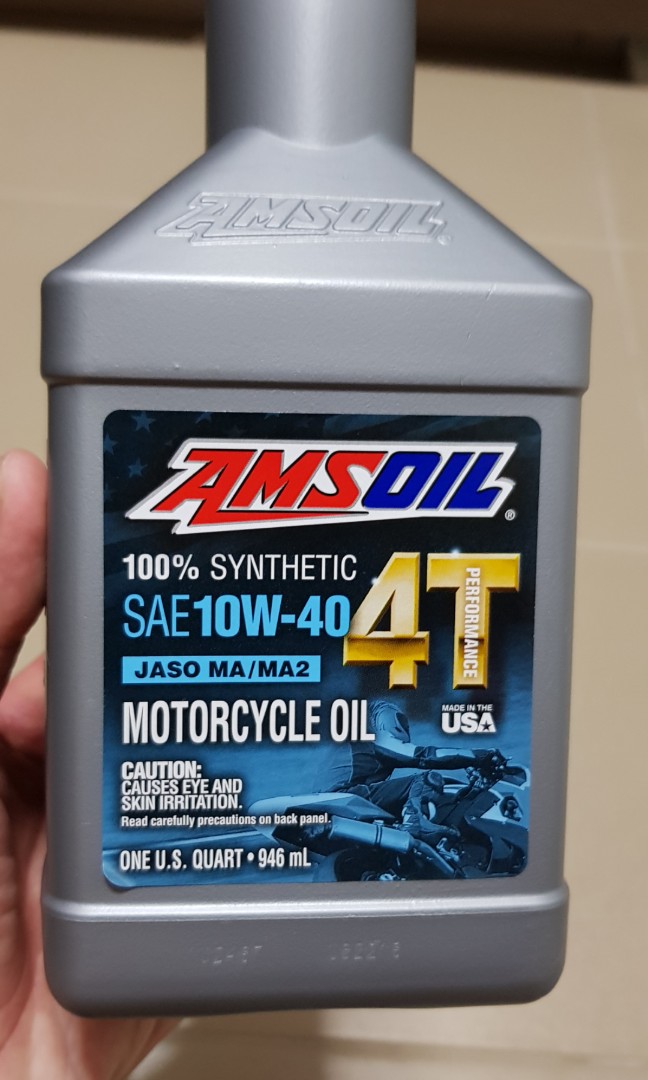 AMSOIL
AMSOIL®
100% SYNTHETIC
SAE 10W-40
4T
PERFORMANCE
JASO MA/MA2
MOTORCYCLE OIL
MADE IN THE
USA
CAUTION:
CAUSES EYE AND
SKIN IRRITATION.
Read carefully precautions on back panel.
ONE U.S. QUART • 946 mL